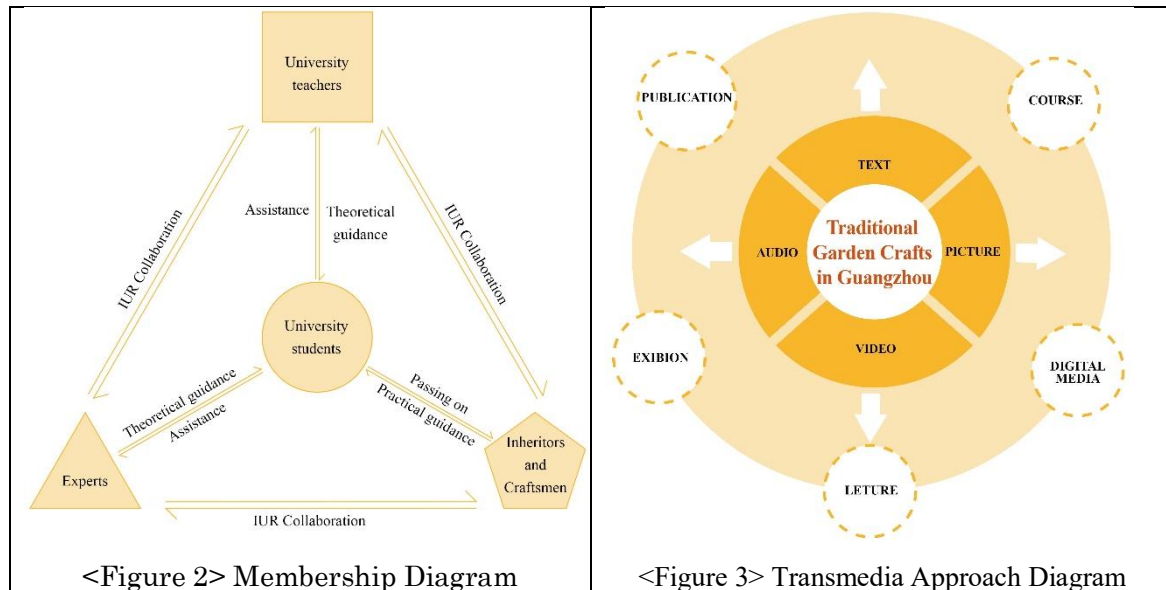 University
teachers
IUR Collaboration
Assistance
Theoretical
guidance
IUR Collaboration
University
students
Theoretical guidance
Assistance
Passing on
Practical guidance
Experts
Inheritors
and
Craftsmen
IUR Collaboration
<Figure 2> Membership Diagram
PUBLICATION
COURSE
TEXT
AUDIO
Traditional
Garden Crafts
in Guangzhou
PICTURE
VIDEO
EXIBION
DIGITAL
MEDIA
LETURE
<Figure 3> Transmedia Approach Diagram